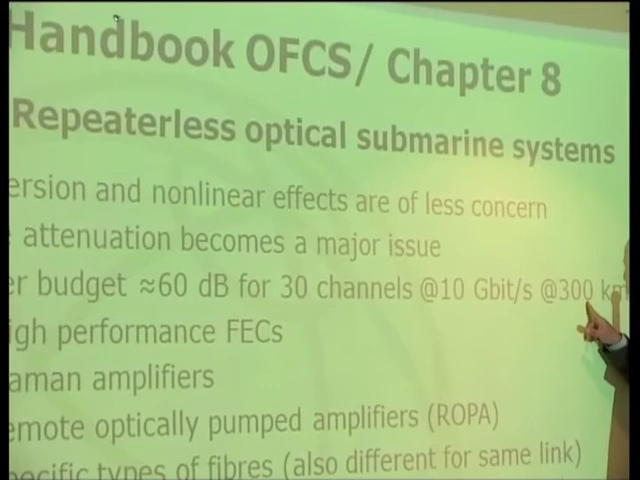 Handbook OFCS/ Chapter 8
Repeaterless optical submarine systems
ersion and nonlinear effects are of less concern
attenuation becomes a major issue
er budget ≈60 dB for 30 channels @10 Gbit/s @300 km
igh performance FECs
aman amplifiers
emote optically pumped amplifiers (ROPA)
pecific types of fibres (also different for same link)